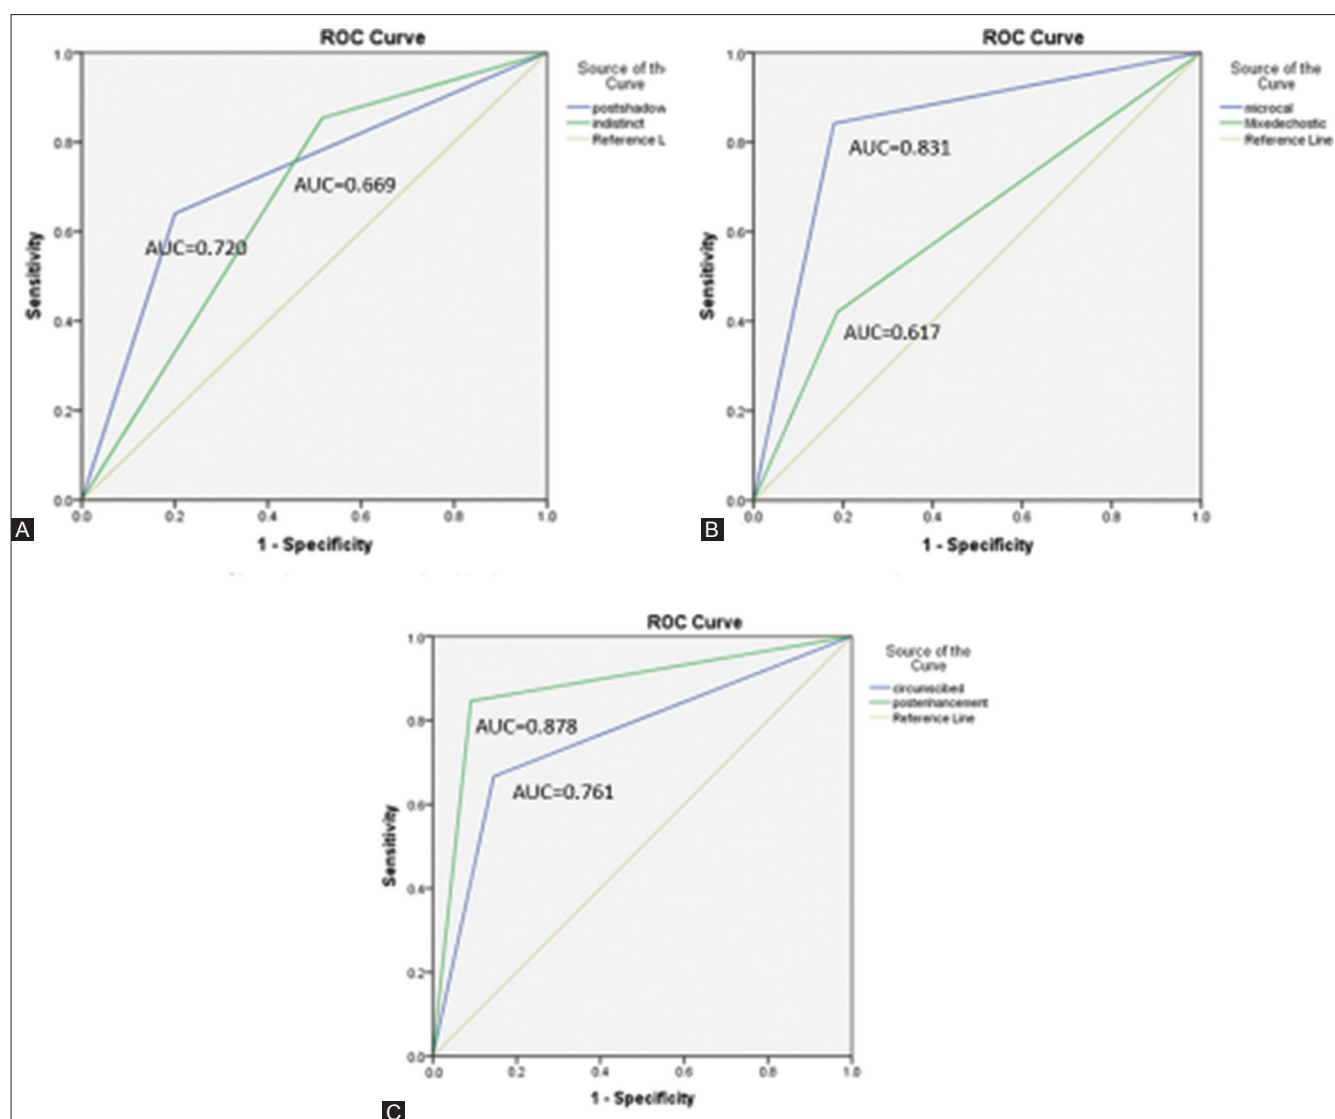 ROC Curve
1.0
0.8
0.6
0.4
0.2
0.0
0.0 0.2 0.4 0.6 0.8 1.0
Sensitivity
1 - Specificity
AUC=0.669
AUC=0.720
Source of th
Curve
postshadow
indistinct
Reference L
A
ROC Curve
1.0
0.8
0.6
0.4
0.2
0.0
0.0 0.2 0.4 0.6 0.8 1.0
Sensitivity
1 - Specificity
AUC=0.831
AUC=0.617
Source of the
Curve
microcal
Mixedechostic
Reference Line
B
ROC Curve
1.0
0.8
0.6
0.4
0.2
0.0
0.0 0.2 0.4 0.6 0.8 1.0
Sensitivity
1 - Specificity
AUC=0.878
AUC=0.761
Source of the
Curve
circumscibed
postenhancement
Reference Line
C